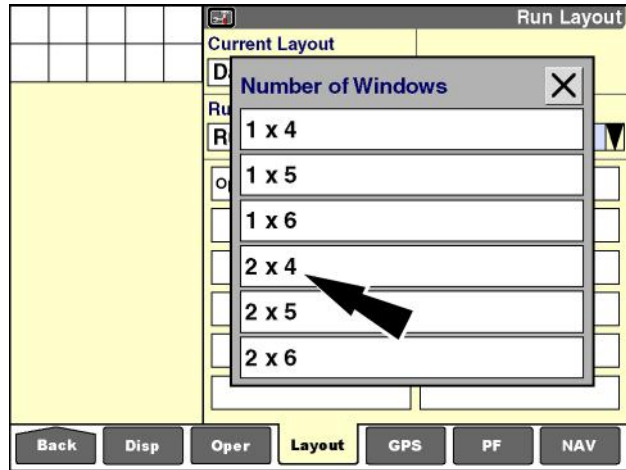 Run Layout
Current Layout
D
Number of Windows
Ru
R
1 x 4
O
1 x 5
1 x 6
2 x 4
2 x 5
2 x 6
Back
Disp
Oper
Layout
GPS
PF
NAV